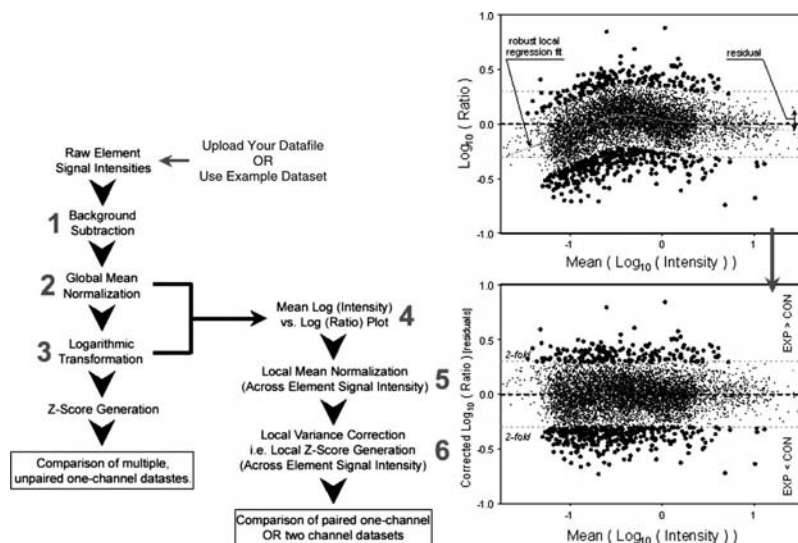 Raw Element
Signal Intensities
Upload Your Datafile
OR
Use Example Dataset
1
Background
Subtraction
2
Global Mean
Normalization
3
Logarithmic
Transformation
Z-Score Generation
Comparison of multiple,
unpaired one-channel datastes.
Mean Log (Intensity)
vs. Log (Ratio) Plot
4
Local Mean Normalization
(Across Element Signal Intensity)
5
Local Variance Correction
i.e. Local Z-Score Generation
(Across Element Signal Intensity)
6
Comparison of paired one-channel
OR two channel datasets
1.0
0.5
0.0
-0.5
-1.0
Log10 ( Ratio )
robust local
regression fit
residual
-1
0
1
Mean ( Log10 ( Intensity ) )
1.0
0.5
0.0
-0.5
-1.0
Corrected Log10 ( Ratio ) [residuals]
2-fold
2-fold
EXP > CON
EXP < CON
-1
0
1
Mean ( Log10 ( Intensity ) )